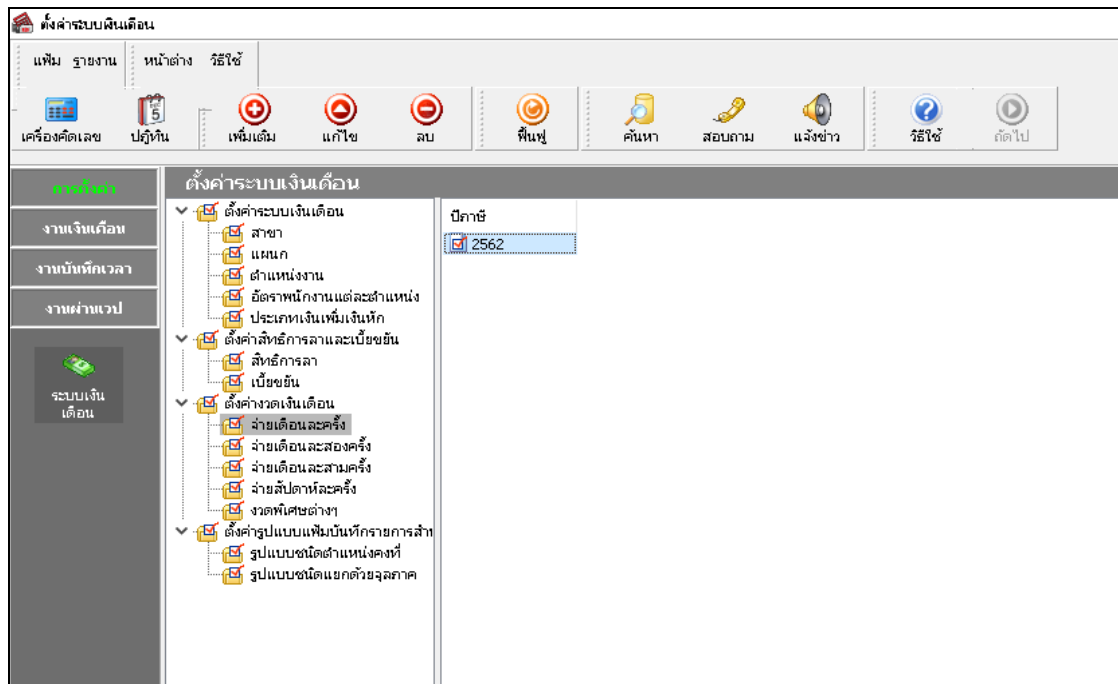 ตั้งค่าระบบเงินเดือน
แฟ้ม รายงาน หน้าต่าง วิธีใช้
เครื่องคิดเลข ปฏิทิน เพิ่มเติม แก้ไข ลบ ฟื้นฟู ค้นหา สอบถาม แจ้งข่าว วิธีใช้ ถัดไป
การตั้งค่า
งานเงินเดือน
งานบันทึกเวลา
งานผ่านเวป
ระบบเงิน
เดือน
ตั้งค่าระบบเงินเดือน
ตั้งค่าระบบเงินเดือน
สาขา
แผนก
ตำแหน่งงาน
อัตราพนักงานแต่ละตำแหน่ง
ประเภทเงินเพิ่มเงินหัก
ตั้งค่าสิทธิการลาและเบี้ยขยัน
สิทธิการลา
เบี้ยขยัน
ตั้งค่างวดเงินเดือน
จ่ายเดือนละครั้ง
จ่ายเดือนละสองครั้ง
จ่ายเดือนละสามครั้ง
จ่ายสัปดาห์ละครั้ง
งวดพิเศษต่างๆ
ตั้งค่ารูปแบบแฟ้มบันทึกรายการสำห
รูปแบบชนิดตำแหน่งคงที่
รูปแบบชนิดแยกด้วยจุลภาค
ปีภาษี
2562